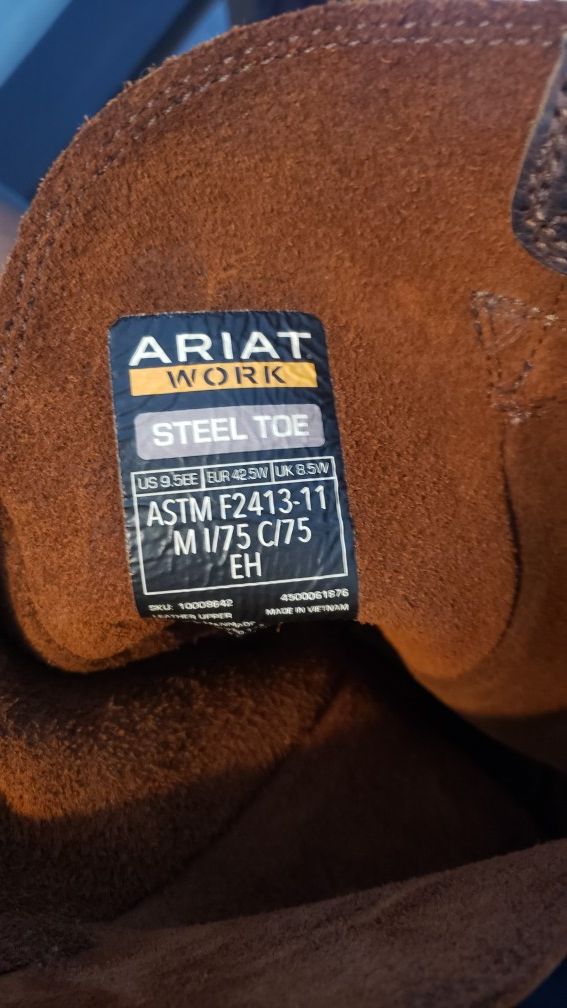 ARIAT
WORK
STEEL TOE
US 9.5EE EUR 42.5W UK 8.5W
ASTM F2413-11
M I/75 C/75
EH
SKU: 10008642 4500061876
LEATHER UPPER MADE IN VIETNAM